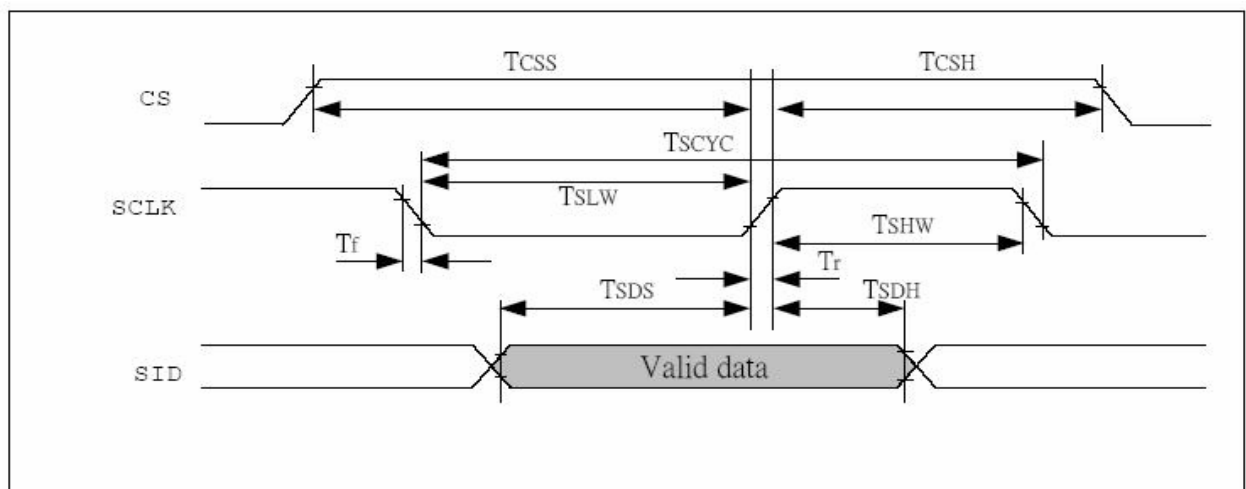 TCSS
TCSH
CS
TSCYC
TSLW
SCLK
TSHW
Tf
Tr
TSDS
TSDH
Valid data
SID